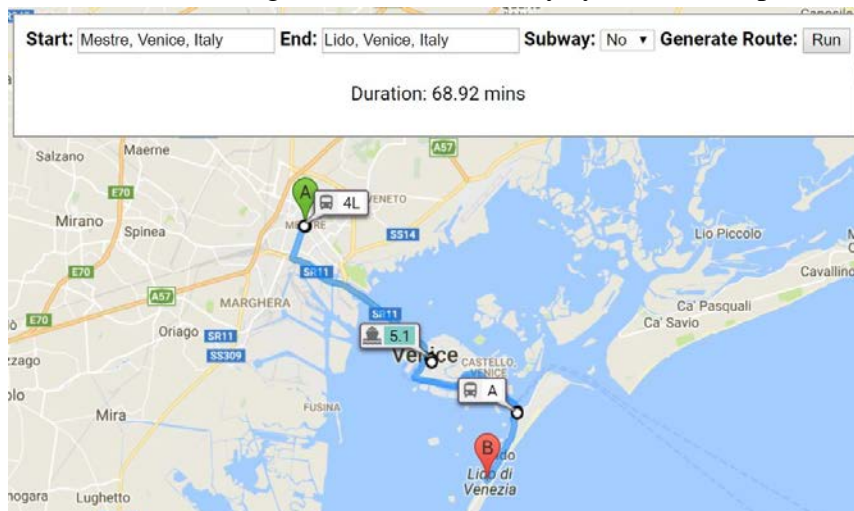 Start: Mestre, Venice, Italy End: Lido, Venice, Italy Subway: No Generate Route: Run
Duration: 68.92 mins
Salzano
Maerne
A57
E70
A
4L
VENETO
Mirano
Spinea
SS14
Lio Piccolo
E70
SR11
Cavallino
A57
MARGHERA
SR11
Ca' Pasquali
E70
Oriago
SR11
Ca' Savio
5.1
SS309
Venice
CASTELLO,
VENICE
A
Mira
FUSINA
B
Lido di
Venezia
Lughetto